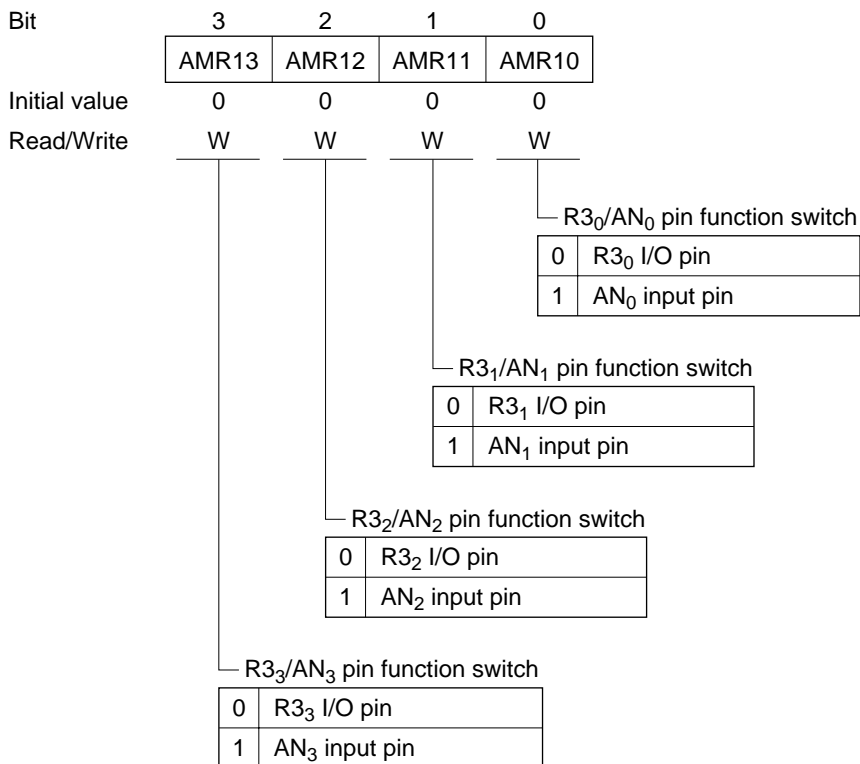 Bit 3 2 1 0
AMR13 AMR12 AMR11 AMR10
Initial value 0 0 0 0
Read/Write W W W W
R3₀/AN₀ pin function switch
0 R3₀ I/O pin
1 AN₀ input pin
R3₁/AN₁ pin function switch
0 R3₁ I/O pin
1 AN₁ input pin
R3₂/AN₂ pin function switch
0 R3₂ I/O pin
1 AN₂ input pin
R3₃/AN₃ pin function switch
0 R3₃ I/O pin
1 AN₃ input pin